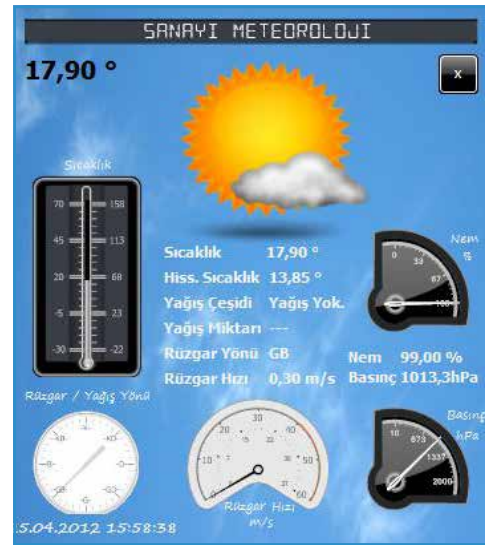 SANAYI METEOROLOJI
17,90 °
X
Sıcaklık
70 158
45 113
20 68
-5 23
-30 -22
Nem
%
0 33 67 100
Sıcaklık 17,90 °
Hiss. Sıcaklık 13,85 °
Yağış Çeşidi Yağış Yok.
Yağış Miktarı ---
Rüzgar Yönü GB
Rüzgar Hızı 0,30 m/s
Nem 99,00 %
Basınç 1013,3hPa
Rüzgar / Yağış Yönü
10 20 30 40 50 60
Rüzgar Hızı
m/s
Basınç
hPa
10 673 1337 2000
5.04.2012 15:58:38